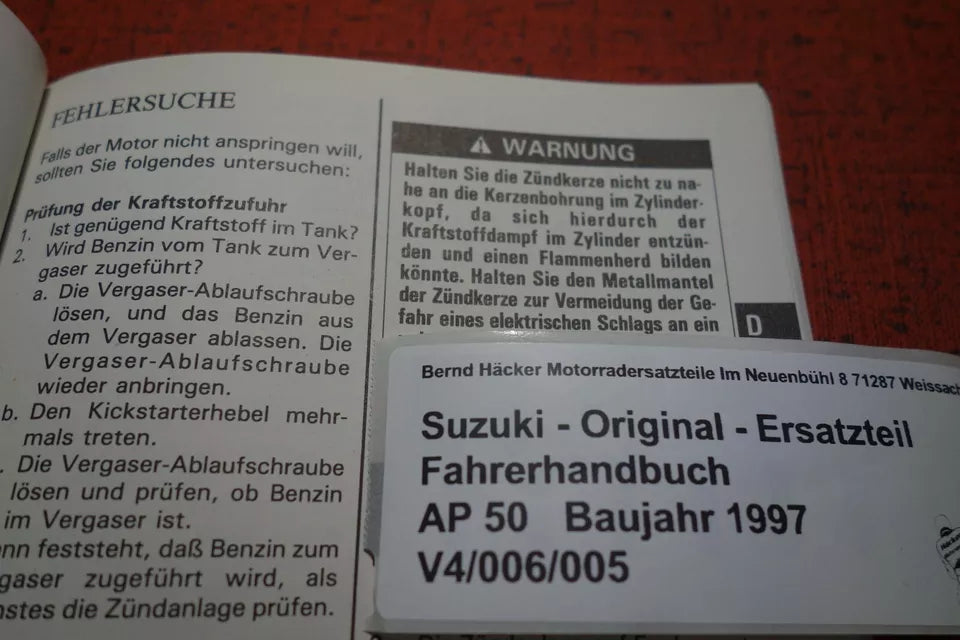 FEHLERSUCHE
Falls der Motor nicht anspringen will,
sollten Sie folgendes untersuchen:
Prüfung der Kraftstoffzufuhr
1. Ist genügend Kraftstoff im Tank?
2. Wird Benzin vom Tank zum Ver-
gaser zugeführt?
a. Die Vergaser-Ablaufschraube
lösen, und das Benzin aus
dem Vergaser ablassen. Die
Vergaser-Ablaufschraube
wieder anbringen.
b. Den Kickstarterhebel mehr-
mals treten.
. Die Vergaser-Ablaufschraube
lösen und prüfen, ob Benzin
im Vergaser ist.
nn feststeht, daß Benzin zum
gaser zugeführt wird, als
nstes die Zündanlage prüfen.
WARNUNG
Halten Sie die Zündkerze nicht zu na-
he an die Kerzenbohrung im Zylinder-
kopf, da sich hierdurch der
Kraftstoffdampf im Zylinder entzün-
den und einen Flammenherd bilden
könnte. Halten Sie den Metallmantel
der Zündkerze zur Vermeidung der Ge-
fahr eines elektrischen Schlags an ein
D
Bernd Häcker Motorradersatzteile Im Neuenbühl 8 71287 Weissach
Suzuki - Original - Ersatzteil
Fahrerhandbuch
AP 50 Baujahr 1997
V4/006/005